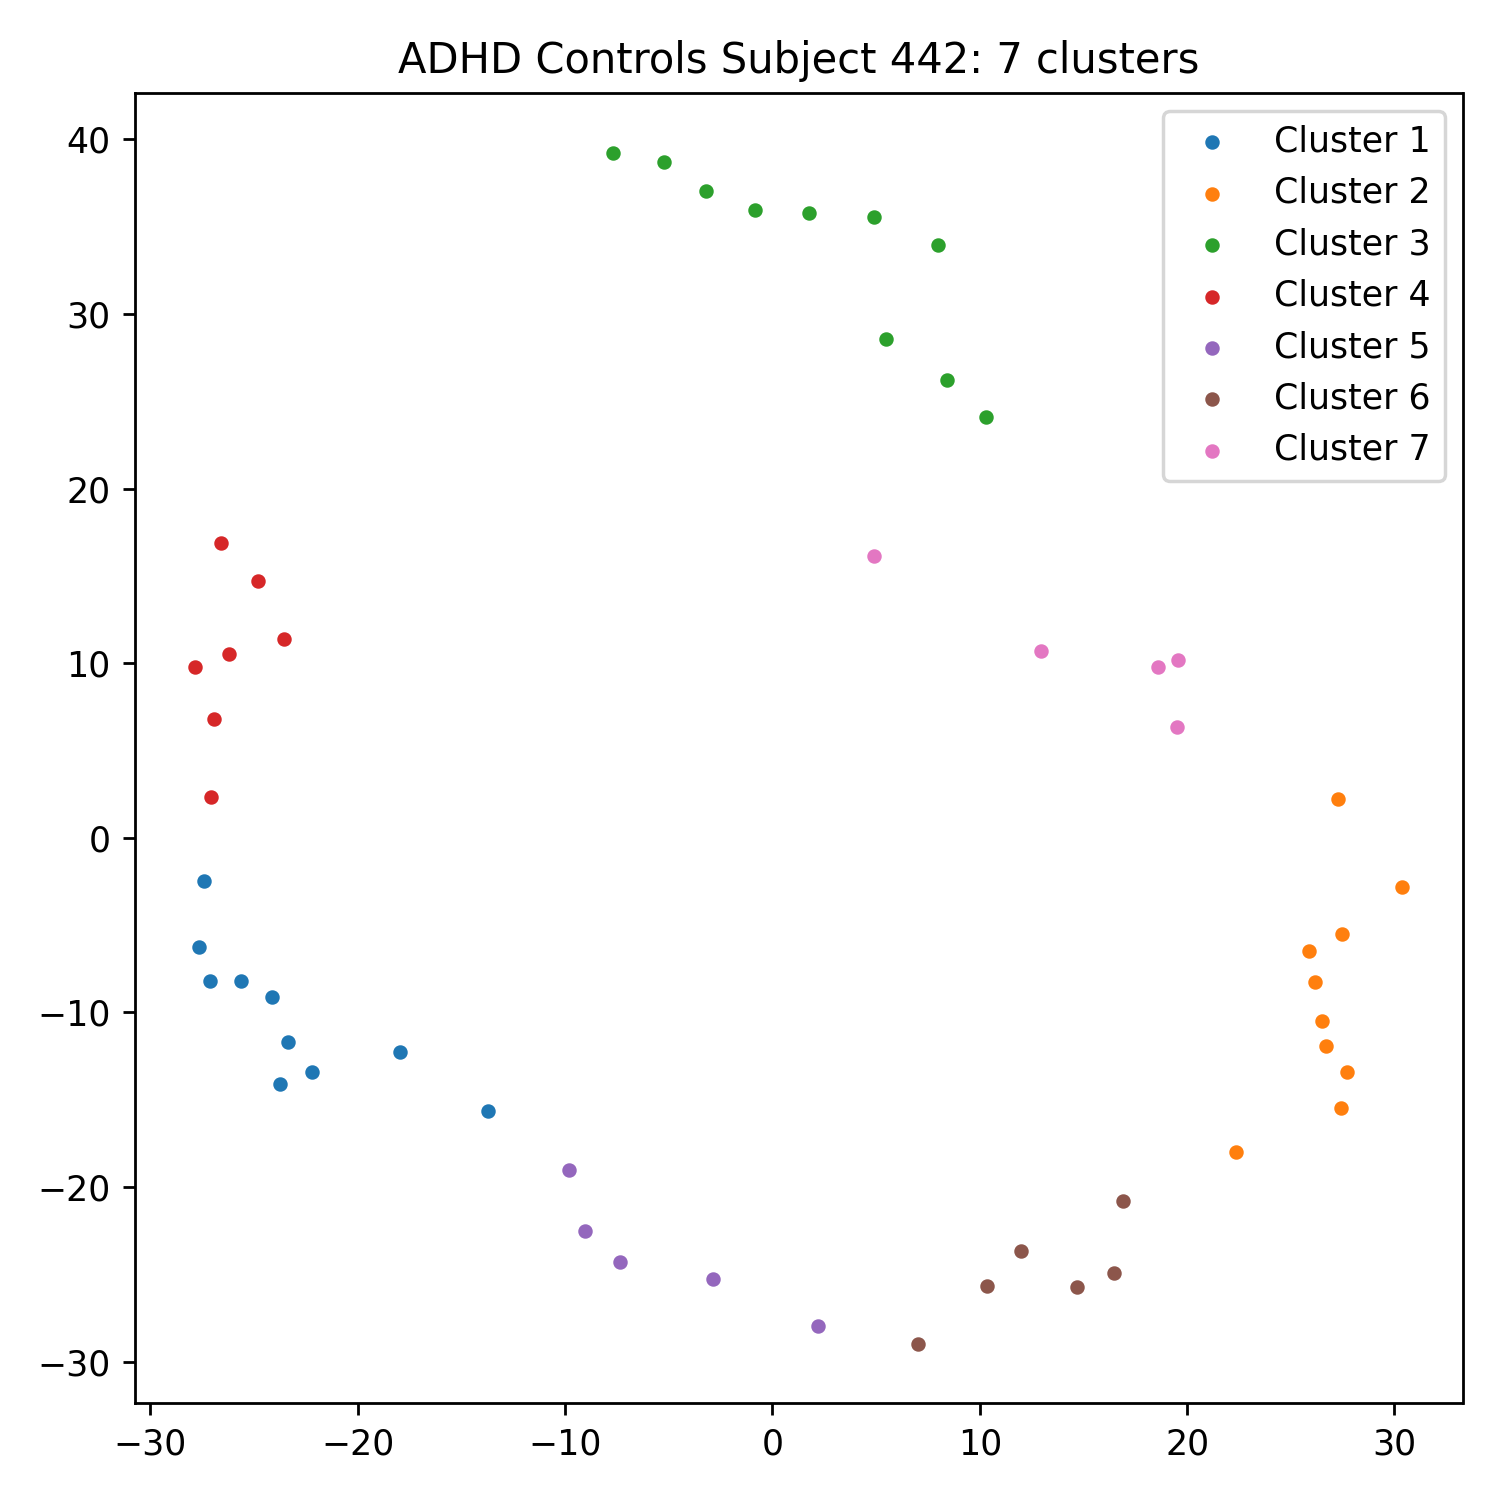 ADHD Controls Subject 442: 7 clusters
Cluster 1
Cluster 2
Cluster 3
Cluster 4
Cluster 5
Cluster 6
Cluster 7
40
30
20
10
0
−10
−20
−30
−30 −20 −10 0 10 20 30